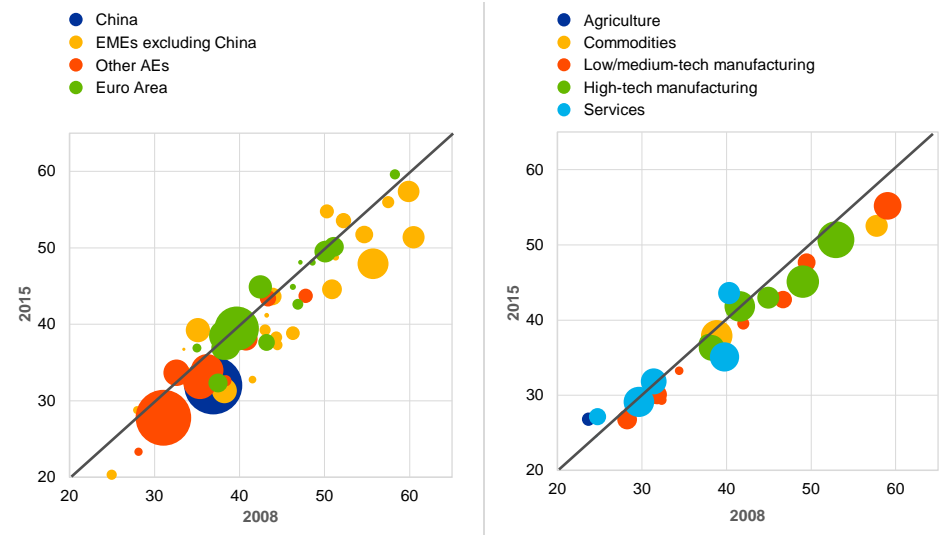 China
EMEs excluding China
Other AEs
Euro Area
60
50
40
30
20
2015
20 30 40 50 60
2008
Agriculture
Commodities
Low/medium-tech manufacturing
High-tech manufacturing
Services
60
50
40
30
20
2015
20 30 40 50 60
2008